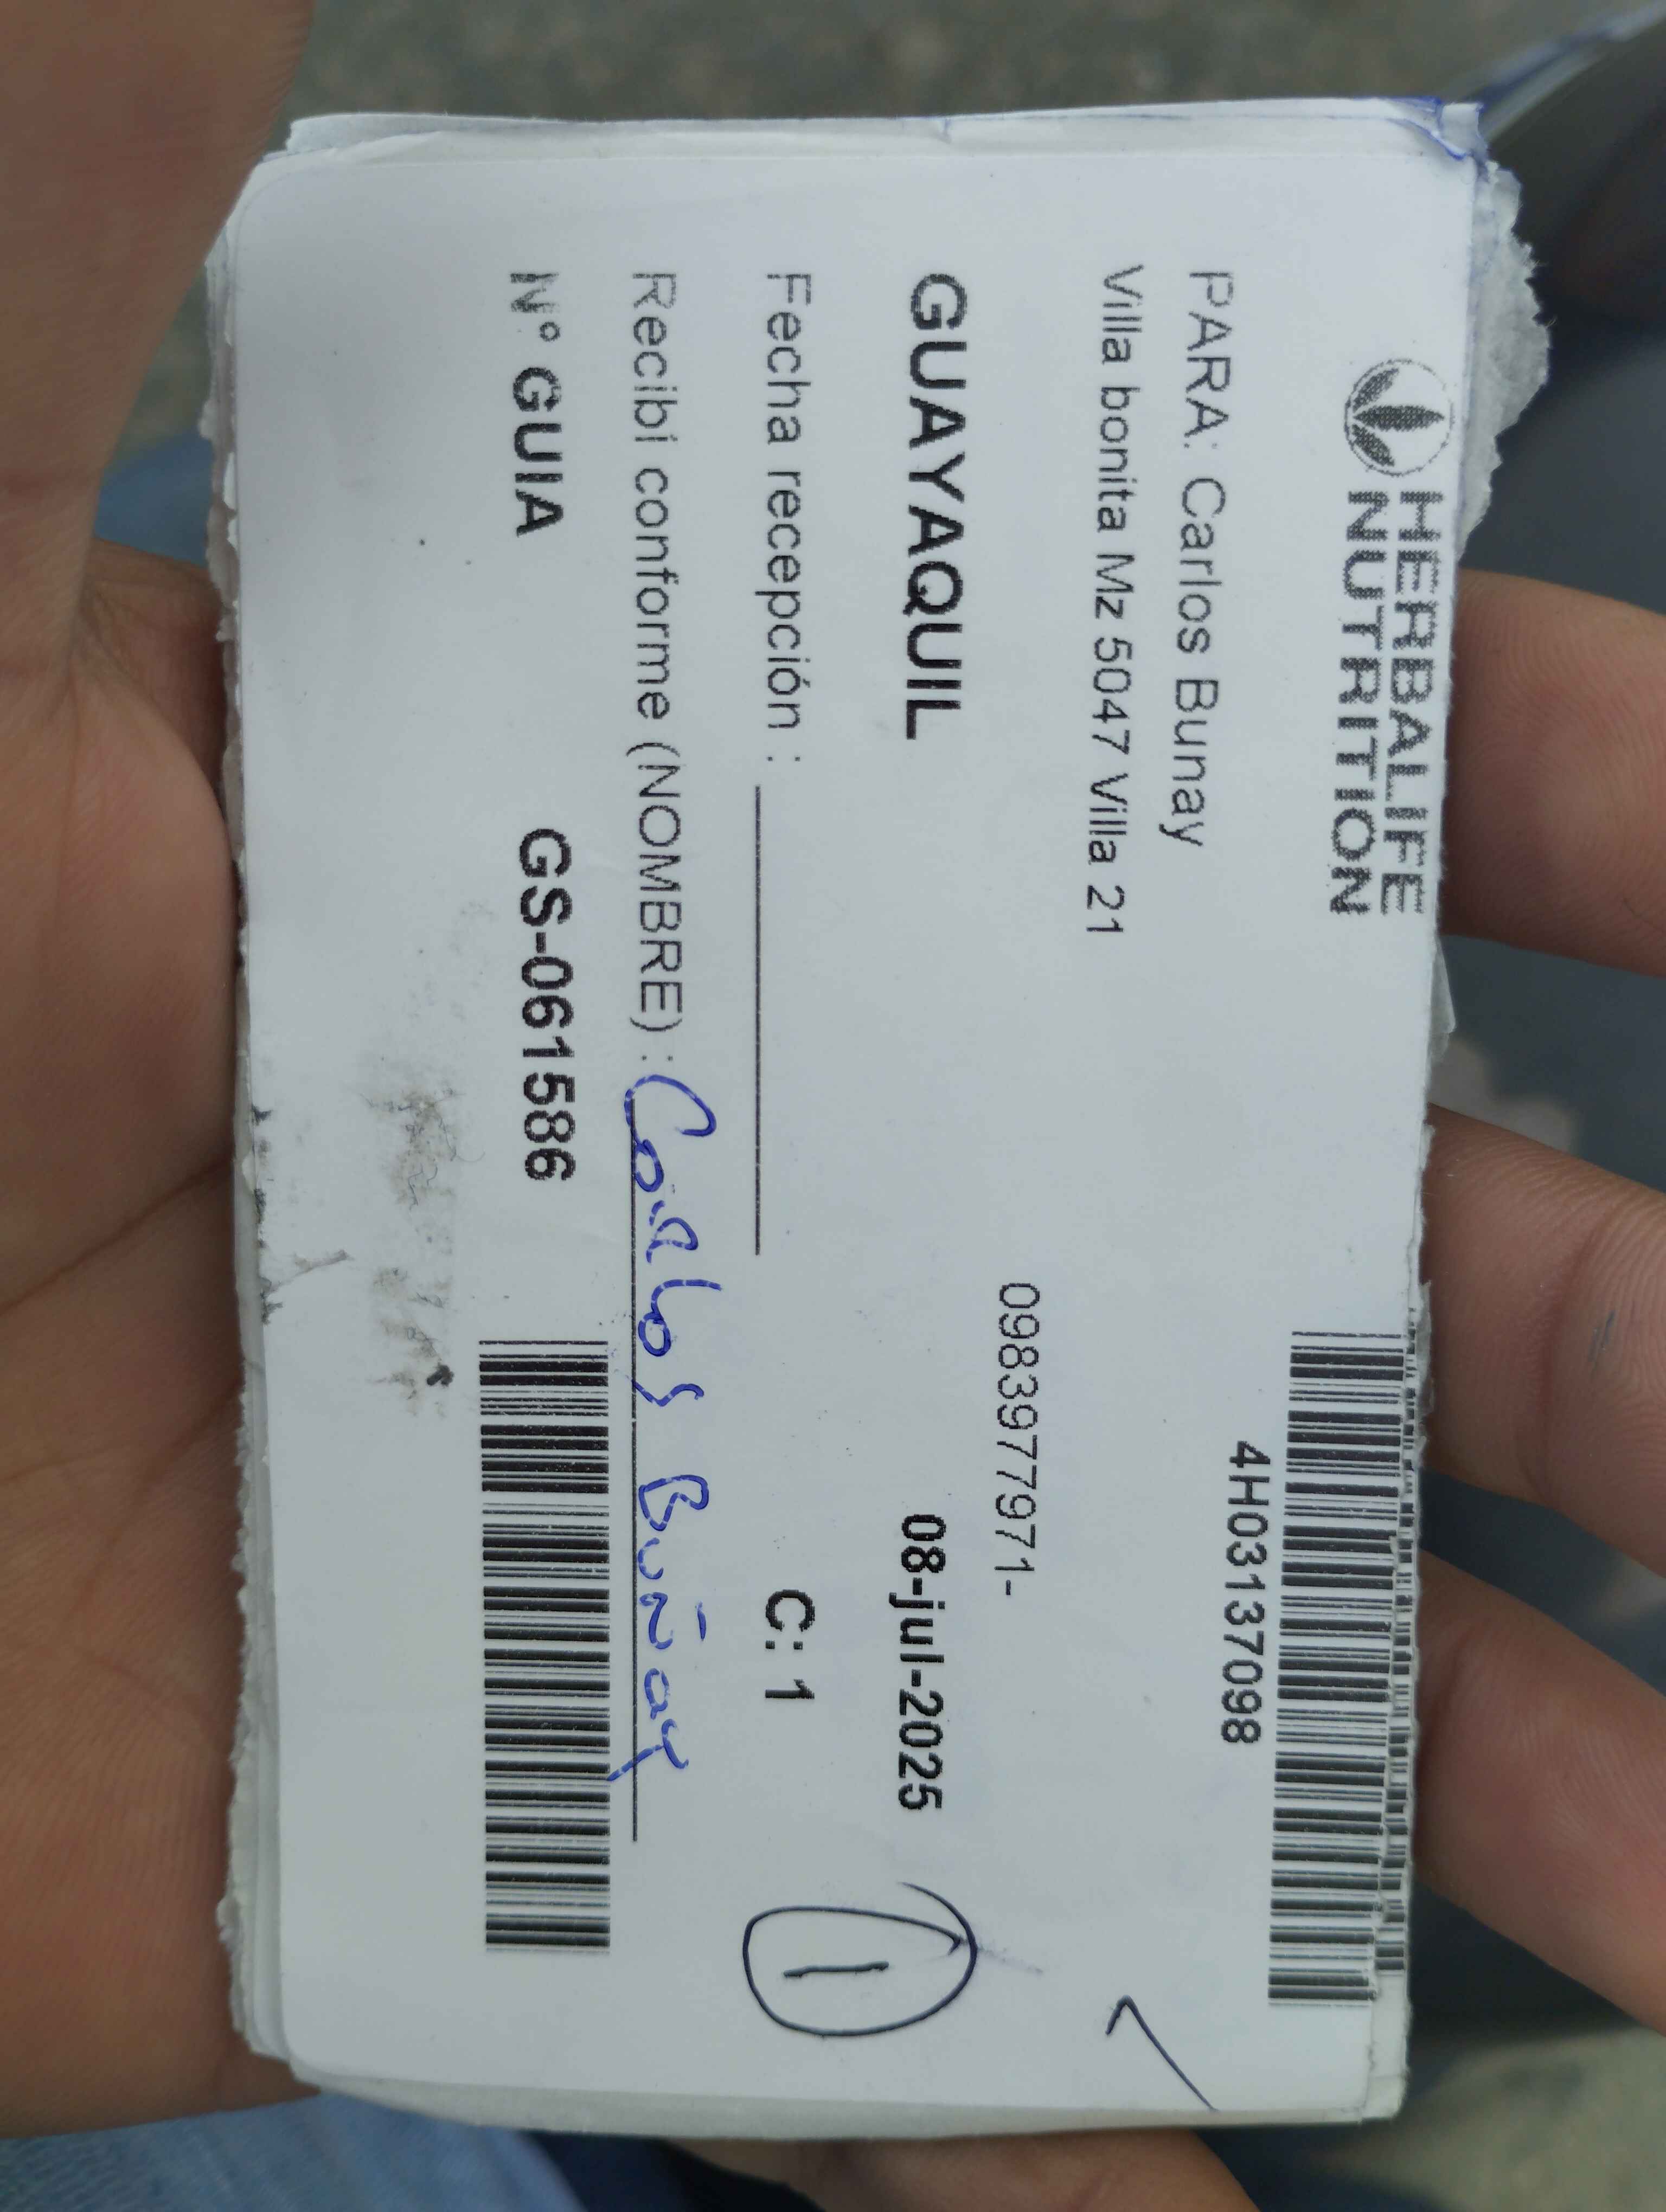 HERBALIFE
NUTRITION
4H03137098
PARA: Carlos Bunay
Villa bonita Mz 5047 Villa 21
0983977971-
GUAYAQUIL 08-jul-2025
Fecha recepción : C: 1 1
Recibi conforme (NOMBRE) : Carlos Buñay
N° GUIA GS-061586